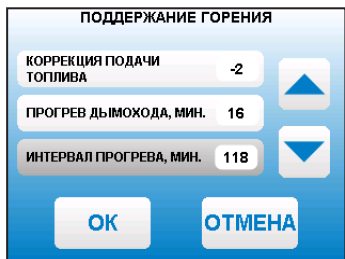 ПОДДЕРЖАНИЕ ГОРЕНИЯ
КОРРЕКЦИЯ ПОДАЧИ
ТОПЛИВА -2
ПРОГРЕВ ДЫМОХОДА, МИН. 16
ИНТЕРВАЛ ПРОГРЕВА, МИН. 118
ОК ОТМЕНА